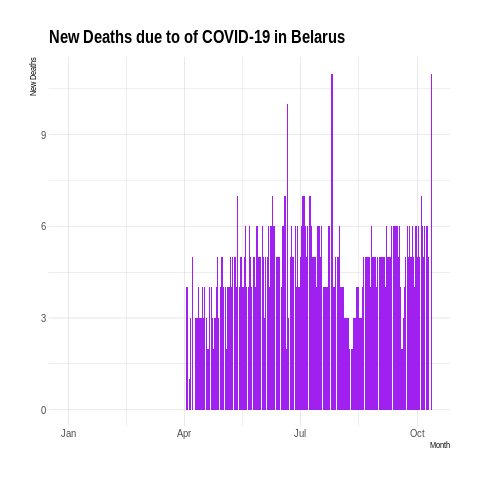 New Deaths due to of COVID-19 in Belarus
New Deaths
9
6
3
0
Jan Apr Jul Oct
Month